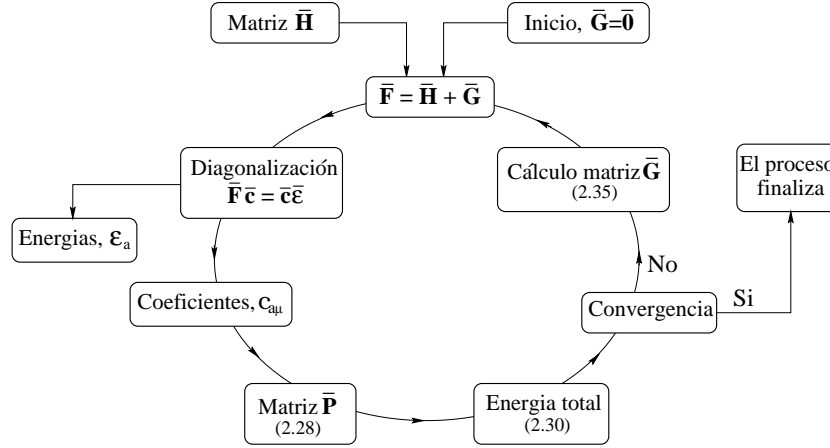 Matriz H̄
Inicio, Ḡ=0̄
F̄ = H̄ + Ḡ
Diagonalización
F̄ c̄ = c̄ ε̄
Cálculo matriz Ḡ
(2.35)
El proceso
finaliza
Energias, εa
No
Coeficientes, caμ
Convergencia
Si
Matriz P̄
(2.28)
Energia total
(2.30)